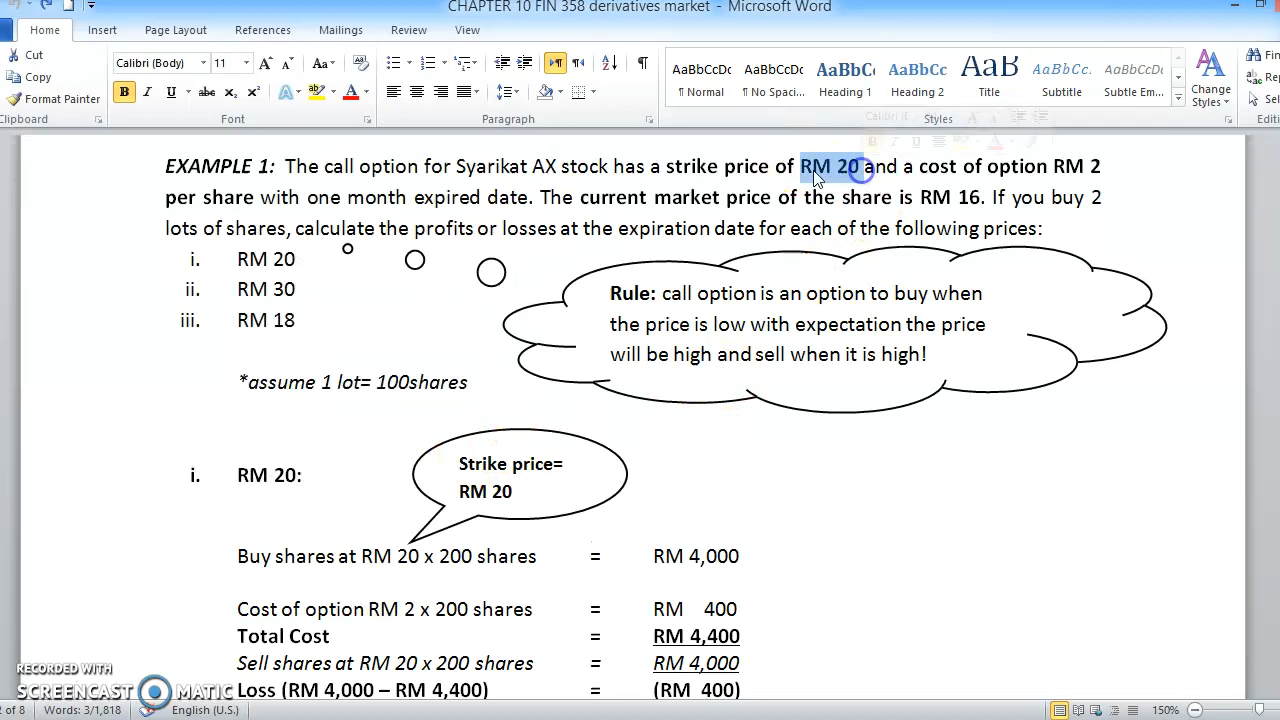 CHAPTER 10 FIN 358 derivatives market - Microsoft Word
Home Insert Page Layout References Mailings Review View
Cut
Copy
Format Painter
Clipboard
Calibri (Body) 11
Font
Paragraph
AaBbCcDc AaBbCcDc AaBbC AaBbCc AaB AaBbCc. AaBbCcDc
¶ Normal ¶ No Spaci... Heading 1 Heading 2 Title Subtitle Subtle Em...
Styles
Change
Styles
EXAMPLE 1: The call option for Syarikat AX stock has a strike price of RM 20 and a cost of option RM 2
per share with one month expired date. The current market price of the share is RM 16. If you buy 2
lots of shares, calculate the profits or losses at the expiration date for each of the following prices:
i. RM 20
ii. RM 30
iii. RM 18
Rule: call option is an option to buy when
the price is low with expectation the price
will be high and sell when it is high!
*assume 1 lot= 100shares
Strike price=
RM 20
i. RM 20:
Buy shares at RM 20 x 200 shares = RM 4,000
Cost of option RM 2 x 200 shares = RM 400
Total Cost = RM 4,400
Sell shares at RM 20 x 200 shares = RM 4,000
Loss (RM 4,000 – RM 4,400) = (RM 400)
RECORDED WITH
SCREENCAST MATIC
2 of 8 Words: 3/1,818 English (U.S.) 150%